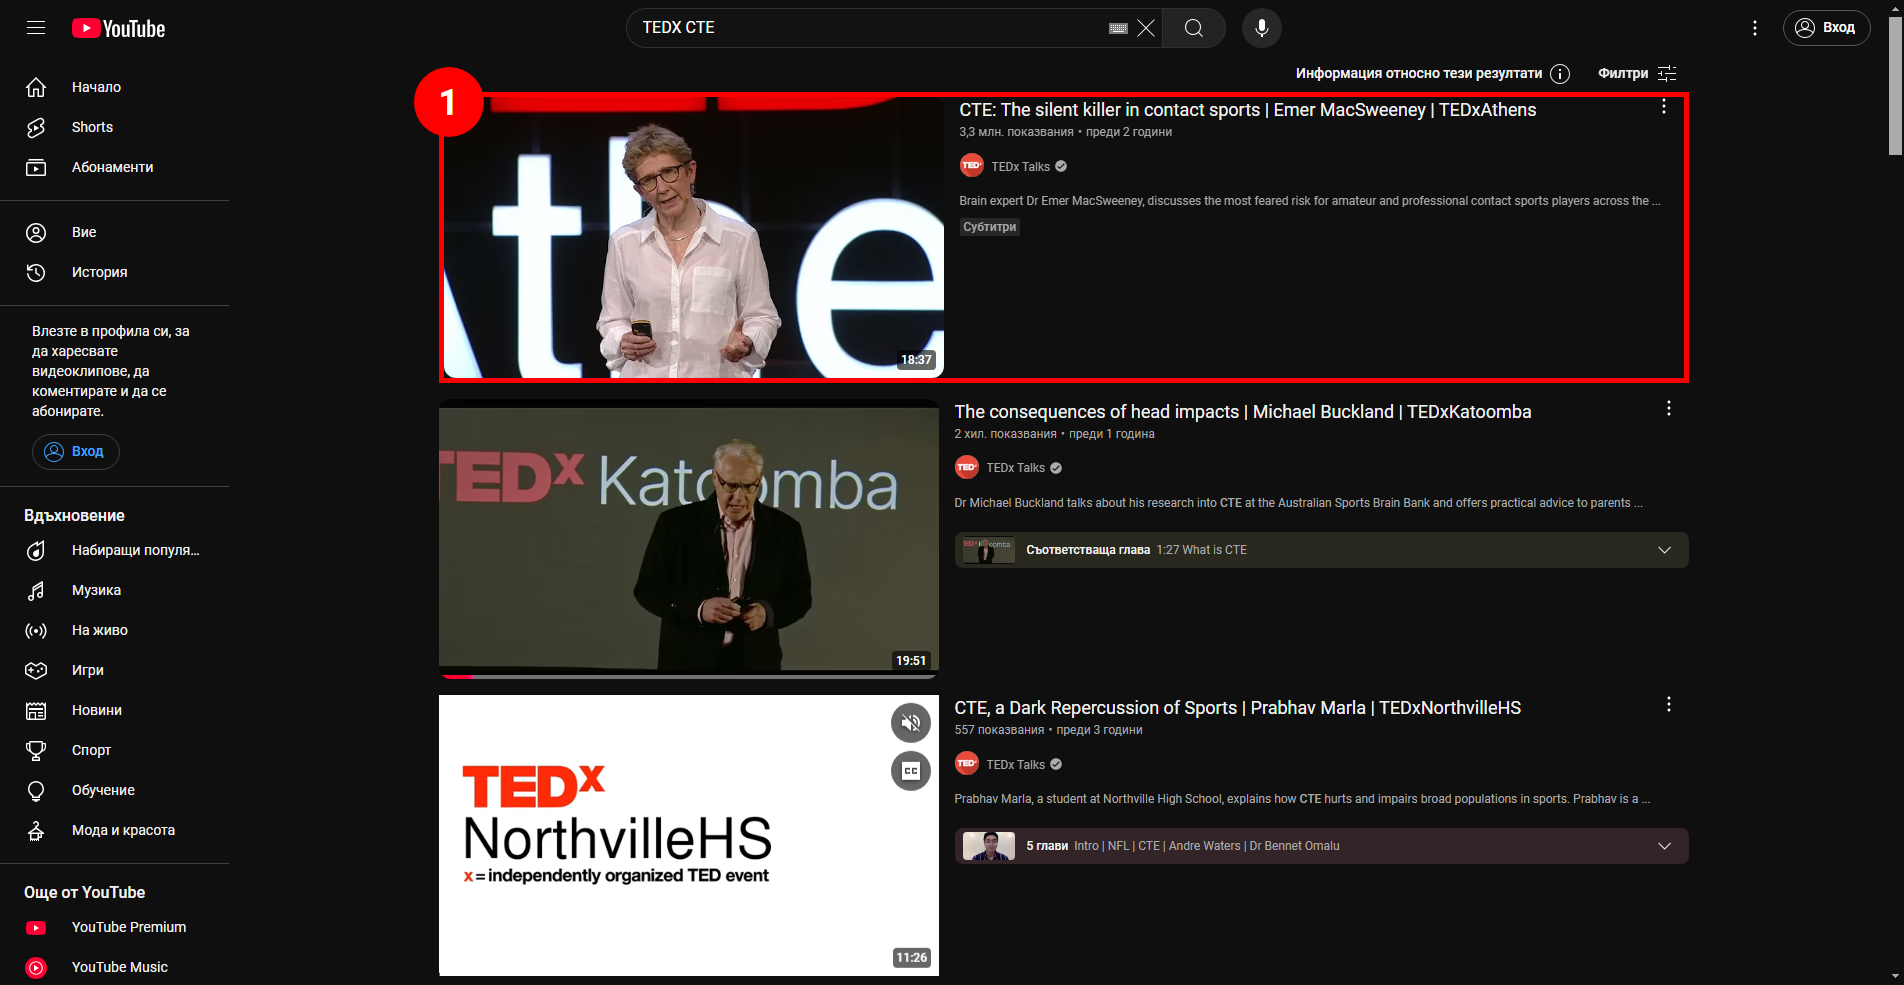 YouTube
TEDX CTE
Вход
Начало
Shorts
Абонаменти
Вие
История
Влезте в профила си, за
да харесвате
видеоклипове, да
коментирате и да се
абонирате.
Вход
Вдъхновение
Набиращи популя...
Музика
На живо
Игри
Новини
Спорт
Обучение
Мода и красота
Още от YouTube
YouTube Premium
YouTube Music
Информация относно тези резултати
Филтри
1
Athe
18:37
CTE: The silent killer in contact sports | Emer MacSweeney | TEDxAthens
3,3 млн. показвания • преди 2 години
TEDx
TEDx Talks
Brain expert Dr Emer MacSweeney, discusses the most feared risk for amateur and professional contact sports players across the ...
Субтитри
TEDx Katoomba
19:51
The consequences of head impacts | Michael Buckland | TEDxKatoomba
2 хил. показвания • преди 1 година
TEDx
TEDx Talks
Dr Michael Buckland talks about his research into CTE at the Australian Sports Brain Bank and offers practical advice to parents ...
Съответстваща глава 1:27 What is CTE
CC
TEDx
NorthvilleHS
x = independently organized TED event
11:26
CTE, a Dark Repercussion of Sports | Prabhav Marla | TEDxNorthvilleHS
557 показвания • преди 3 години
TEDx
TEDx Talks
Prabhav Marla, a student at Northville High School, explains how CTE hurts and impairs broad populations in sports. Prabhav is a ...
5 глави Intro | NFL | CTE | Andre Waters | Dr Bennet Omalu